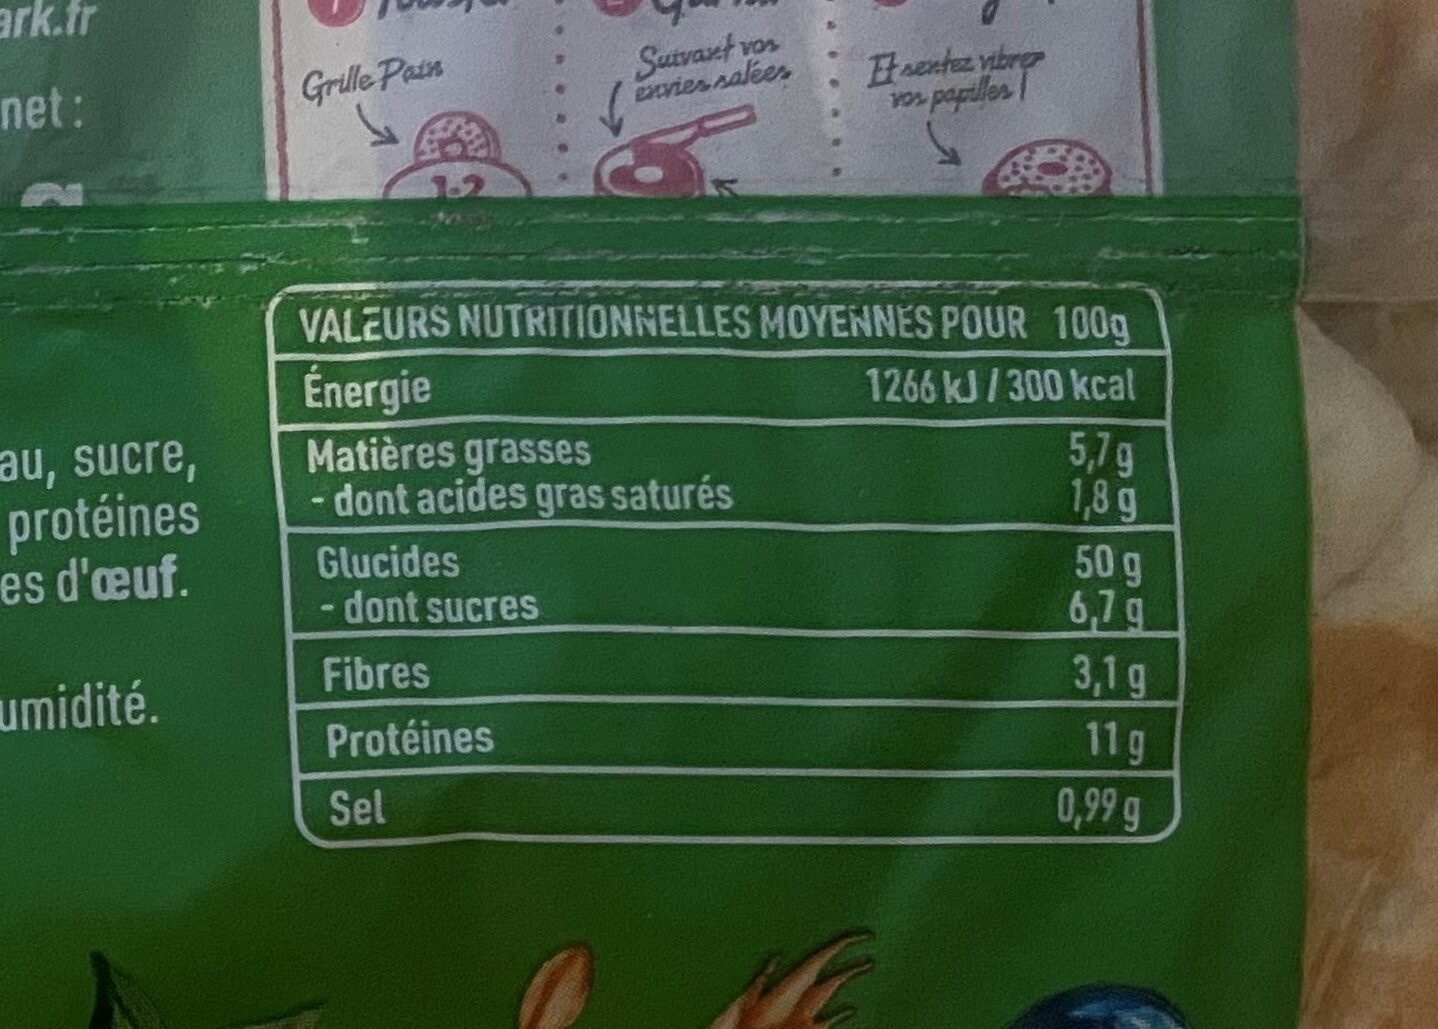 ark.fr
net :
Grille Pain
Suivant vos
envies salées
Et sentez vibrer
vos papilles !
1-2
VALEURS NUTRITIONNELLES MOYENNES POUR 100g
Énergie 1266 kJ / 300 kcal
Matières grasses 5,7 g
- dont acides gras saturés 1,8 g
Glucides 50 g
- dont sucres 6,7 g
Fibres 3,1 g
Protéines 11 g
Sel 0,99 g
au, sucre,
protéines
es d'œuf.
umidité.